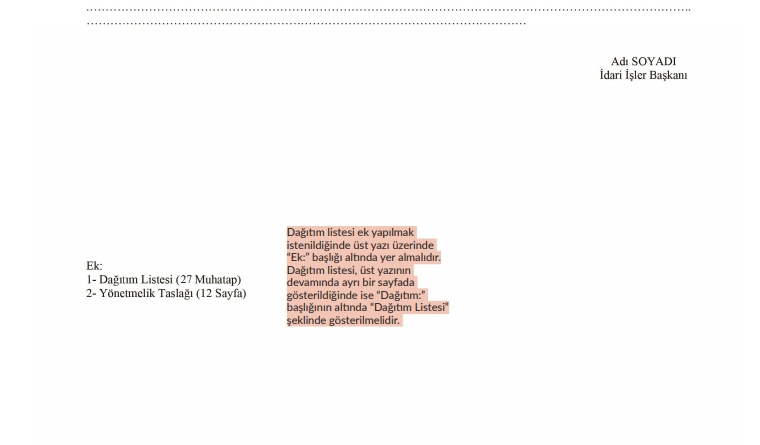 Adı SOYADI
İdari İşler Başkanı
Dağıtım listesi ek yapılmak
istenildiğinde üst yazı üzerinde
“Ek:” başlığı altında yer almalıdır.
Dağıtım listesi, üst yazının
devamında ayrı bir sayfada
gösterildiğinde ise “Dağıtım:”
başlığının altında “Dağıtım Listesi”
şeklinde gösterilmelidir.
Ek:
1- Dağıtım Listesi (27 Muhatap)
2- Yönetmelik Taslağı (12 Sayfa)